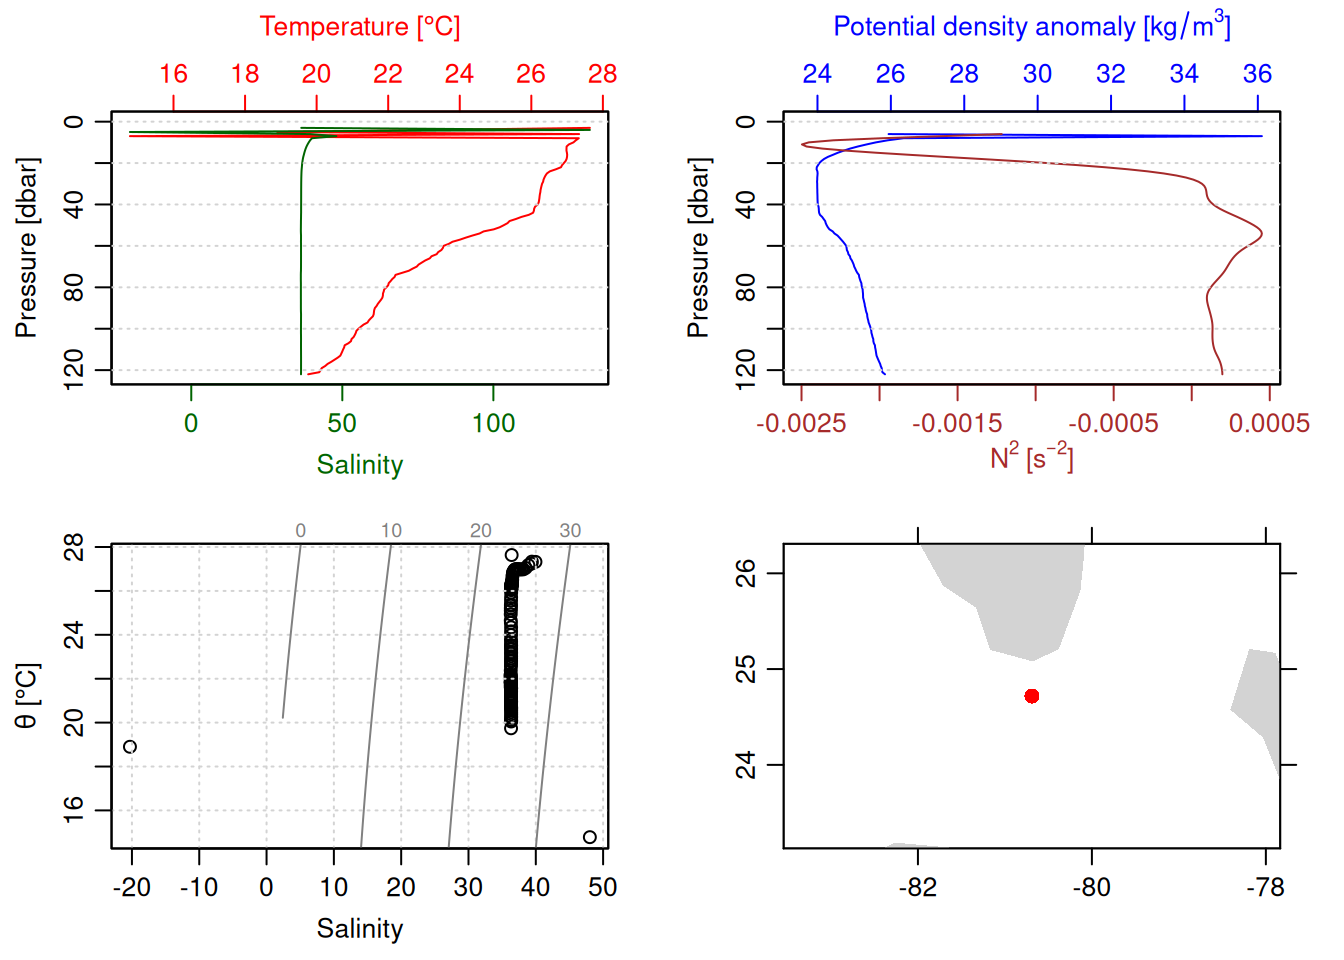 Temperature [°C]
16 18 20 22 24 26 28
Pressure [dbar]
0 40 80 120
0 50 100
Salinity
Potential density anomaly [kg/m³]
24 26 28 30 32 34 36
Pressure [dbar]
0 40 80 120
-0.0025 -0.0015 -0.0005 0.0005
N² [s⁻²]
0 10 20 30
θ [°C]
28 24 20 16
-20 -10 0 10 20 30 40 50
Salinity
26 25 24
-82 -80 -78